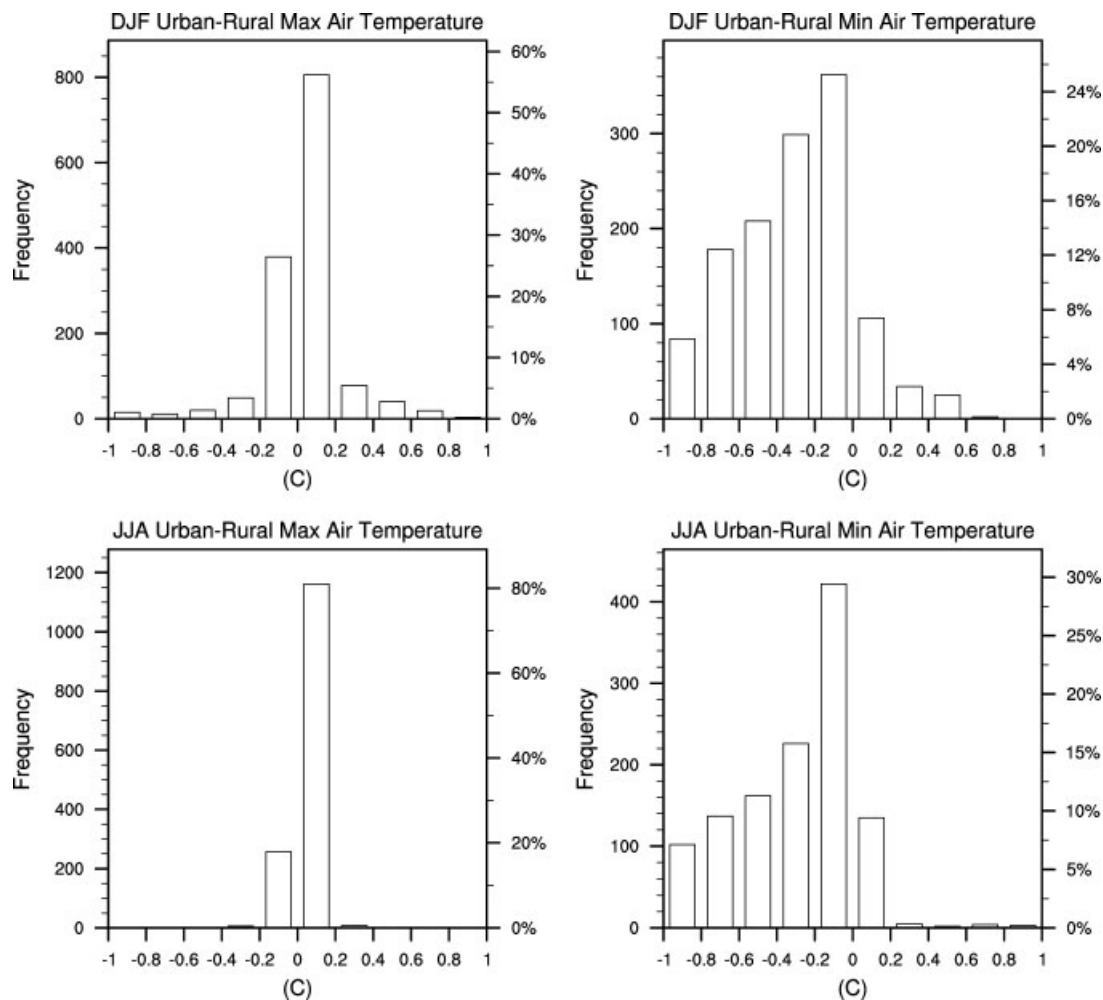 DJF Urban-Rural Max Air Temperature
800
600
400
200
0
60%
50%
40%
30%
20%
10%
0%
Frequency
-1 -0.8 -0.6 -0.4 -0.2 0 0.2 0.4 0.6 0.8 1
(C)
DJF Urban-Rural Min Air Temperature
300
200
100
0
24%
20%
16%
12%
8%
4%
0%
Frequency
-1 -0.8 -0.6 -0.4 -0.2 0 0.2 0.4 0.6 0.8 1
(C)
JJA Urban-Rural Max Air Temperature
1200
1000
800
600
400
200
0
80%
60%
40%
20%
0%
Frequency
-1 -0.8 -0.6 -0.4 -0.2 0 0.2 0.4 0.6 0.8 1
(C)
JJA Urban-Rural Min Air Temperature
400
300
200
100
0
30%
25%
20%
15%
10%
5%
0%
Frequency
-1 -0.8 -0.6 -0.4 -0.2 0 0.2 0.4 0.6 0.8 1
(C)